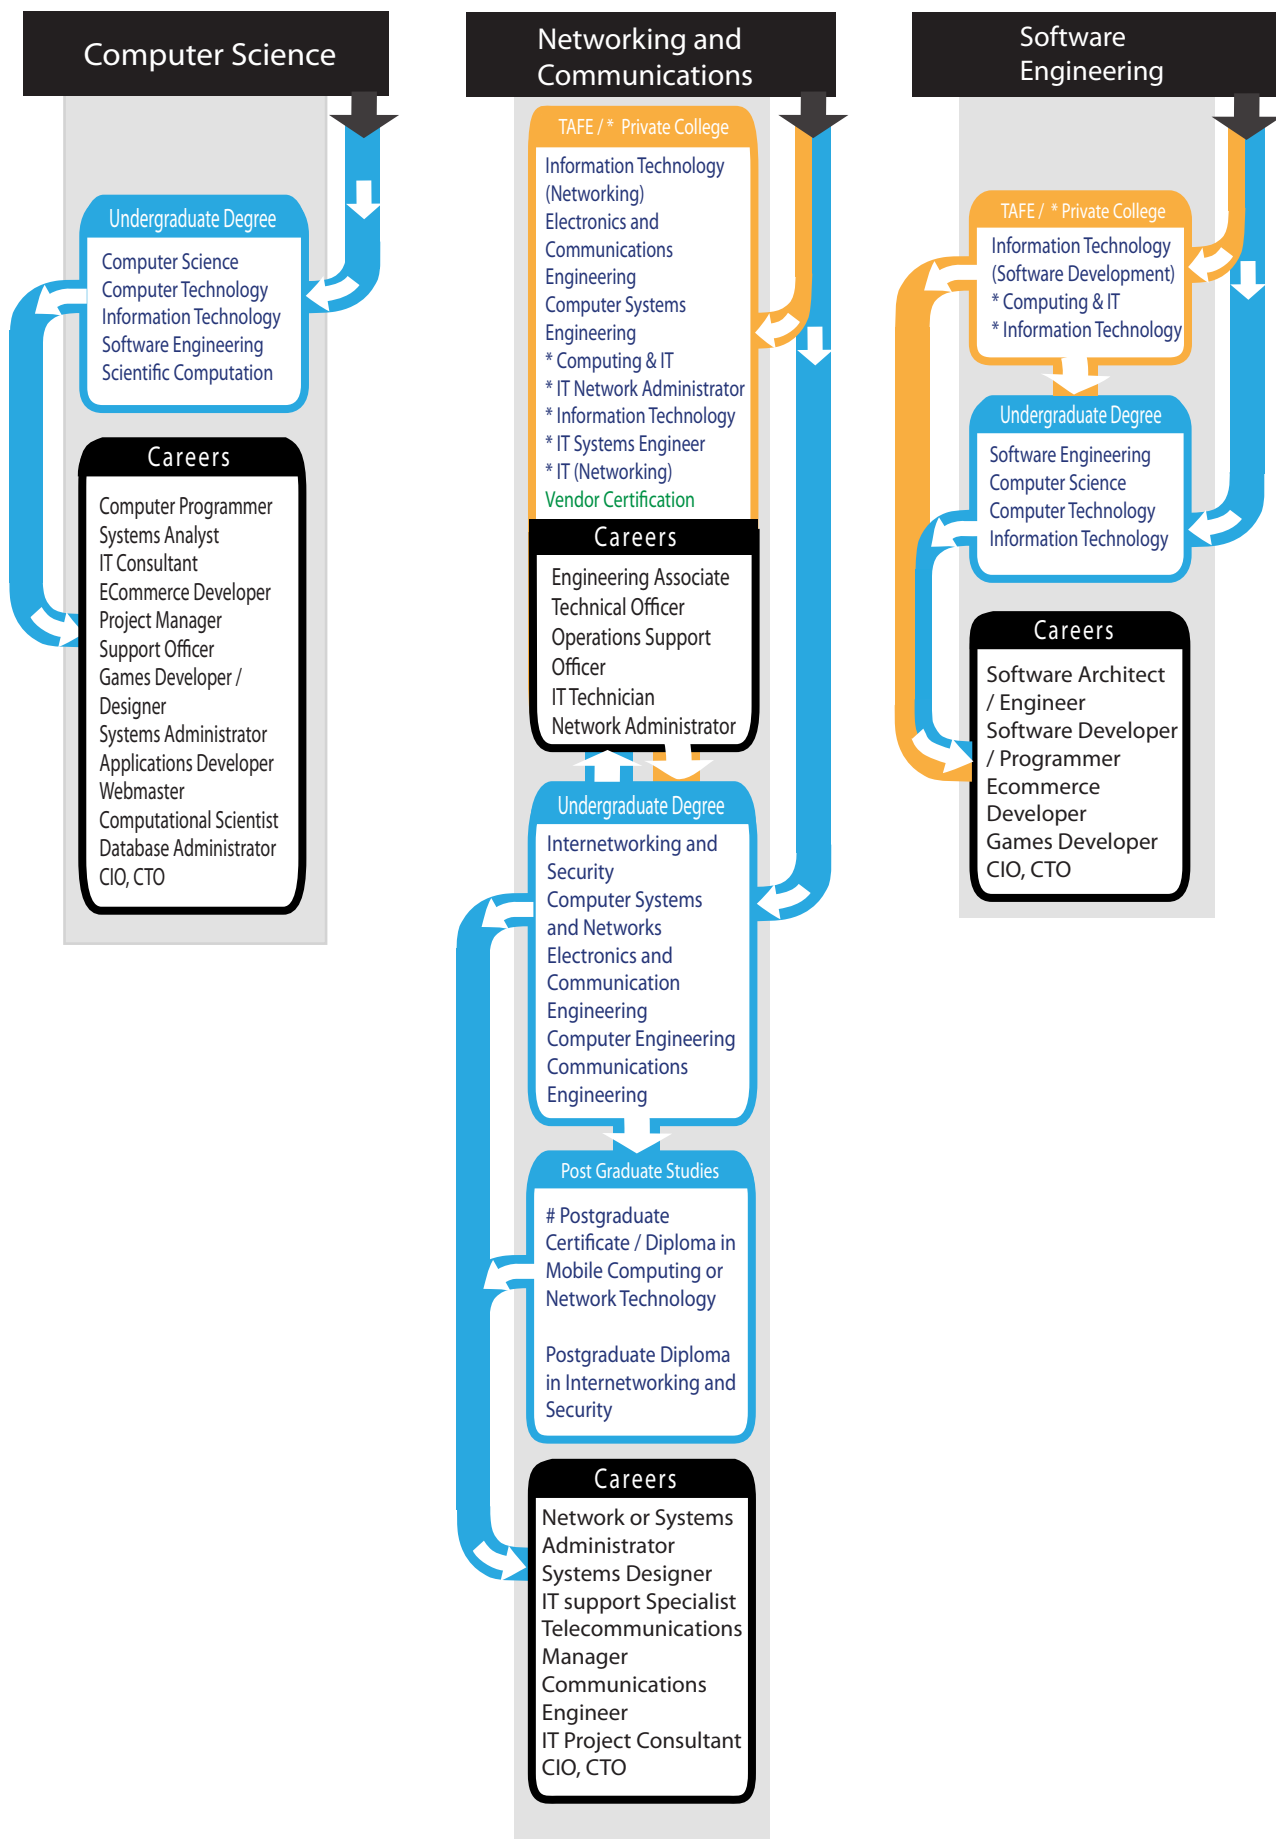 Computer Science
Undergraduate Degree
Computer Science
Computer Technology
Information Technology
Software Engineering
Scientific Computation
Careers
Computer Programmer
Systems Analyst
IT Consultant
ECommerce Developer
Project Manager
Support Officer
Games Developer /
Designer
Systems Administrator
Applications Developer
Webmaster
Computational Scientist
Database Administrator
CIO, CTO
Networking and
Communications
TAFE / * Private College
Information Technology
(Networking)
Electronics and
Communications
Engineering
Computer Systems
Engineering
* Computing & IT
* IT Network Administrator
* Information Technology
* IT Systems Engineer
* IT (Networking)
Vendor Certification
Careers
Engineering Associate
Technical Officer
Operations Support
Officer
IT Technician
Network Administrator
Undergraduate Degree
Internetworking and
Security
Computer Systems
and Networks
Electronics and
Communication
Engineering
Computer Engineering
Communications
Engineering
Post Graduate Studies
# Postgraduate
Certificate / Diploma in
Mobile Computing or
Network Technology
Postgraduate Diploma
in Internetworking and
Security
Careers
Network or Systems
Administrator
Systems Designer
IT support Specialist
Telecommunications
Manager
Communications
Engineer
IT Project Consultant
CIO, CTO
Software
Engineering
TAFE / * Private College
Information Technology
(Software Development)
* Computing & IT
* Information Technology
Undergraduate Degree
Software Engineering
Computer Science
Computer Technology
Information Technology
Careers
Software Architect
/ Engineer
Software Developer
/ Programmer
Ecommerce
Developer
Games Developer
CIO, CTO